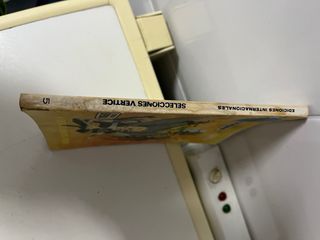 EDICIONES INTERNACIONALES
SELECCIONES VERTICE
5